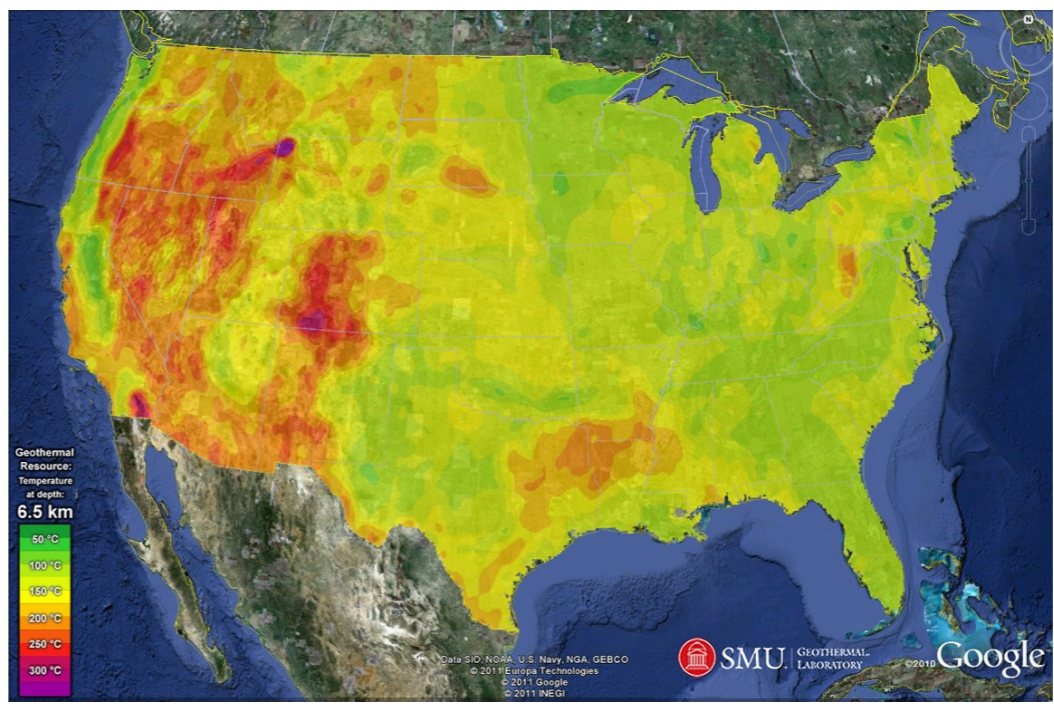 N
Geothermal
Resource:
Temperature
at depth:
6.5 km
50 °C
100 °C
150 °C
200 °C
250 °C
300 °C
Data SIO, NOAA, U.S. Navy, NGA, GEBCO
© 2011 Europa Technologies
© 2011 Google
© 2011 INEGI
SMU. GEOTHERMAL
LABORATORY
©2010 Google